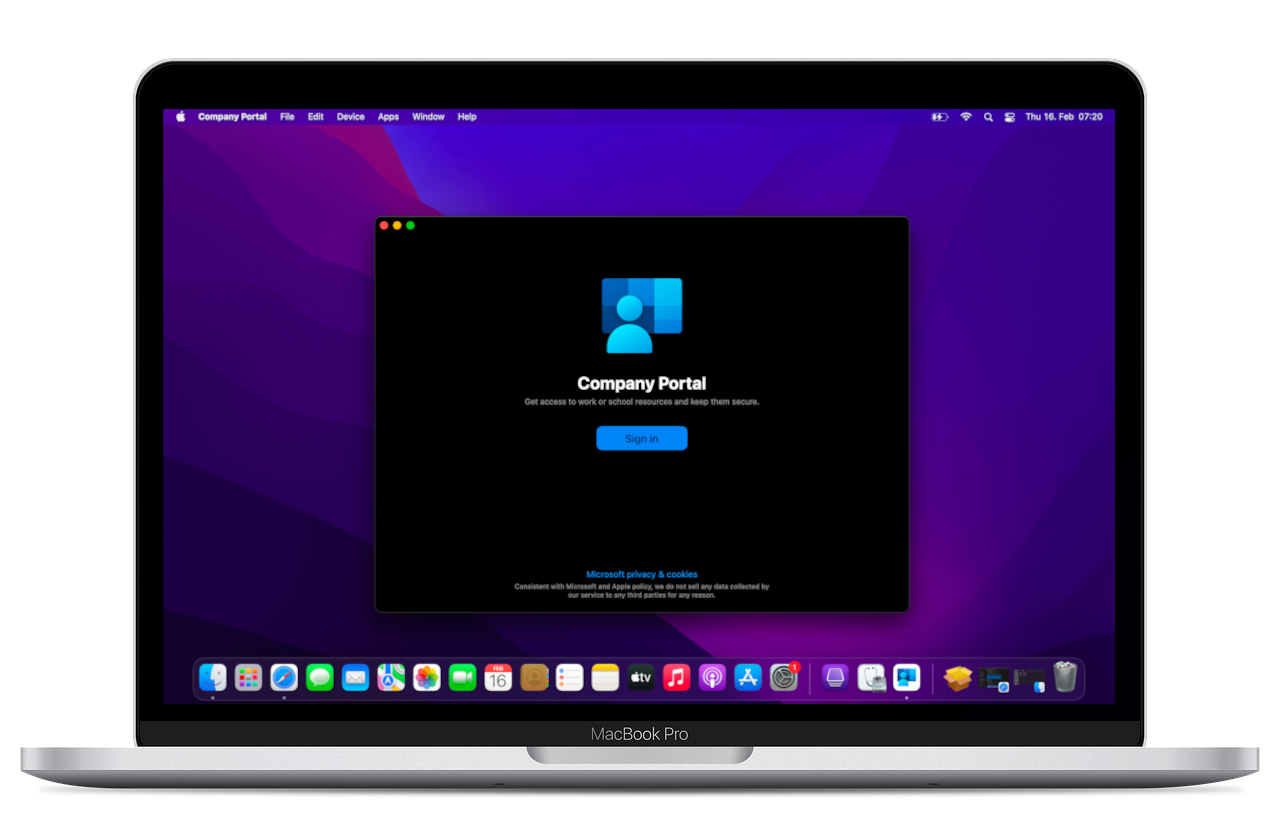 Company Portal File Edit Device Apps Window Help Thu 16. Feb 07:20
Company Portal
Get access to work or school resources and keep them secure.
Sign in
Microsoft privacy & cookies
Consistent with Microsoft and Apple policy, we do not sell any data collected by
our service to any third parties for any reason.
FEB
16
tv
1
MacBook Pro